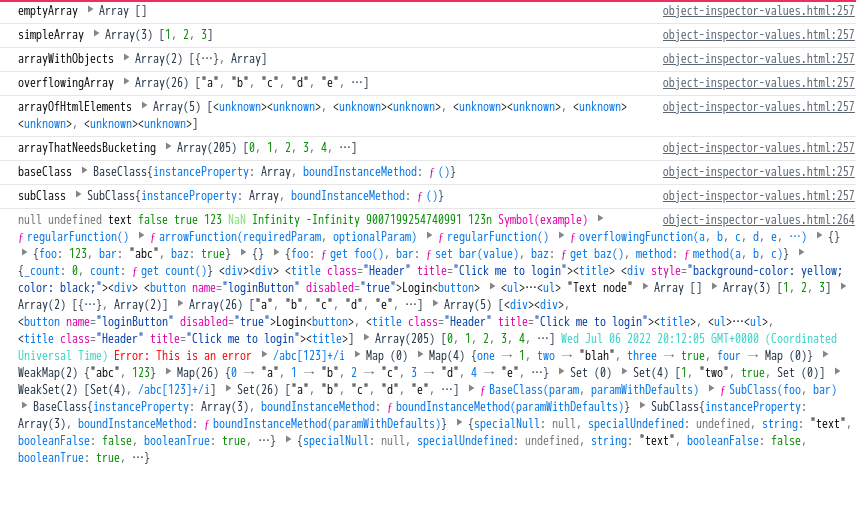 emptyArray ▶ Array [] object-inspector-values.html:257
simpleArray ▶ Array(3) [1, 2, 3] object-inspector-values.html:257
arrayWithObjects ▶ Array(2) [{…}, Array] object-inspector-values.html:257
overflowingArray ▶ Array(26) ["a", "b", "c", "d", "e", …] object-inspector-values.html:257
arrayOfHtmlElements ▶ Array(5) [<unknown><unknown>, <unknown><unknown>, <unknown><unknown>, <unknown> object-inspector-values.html:257
<unknown>, <unknown><unknown>]
arrayThatNeedsBucketing ▶ Array(205) [0, 1, 2, 3, 4, …] object-inspector-values.html:257
baseClass ▶ BaseClass{instanceProperty: Array, boundInstanceMethod: ƒ ()} object-inspector-values.html:257
subClass ▶ SubClass{instanceProperty: Array, boundInstanceMethod: ƒ ()} object-inspector-values.html:257
null undefined text false true 123 NaN Infinity -Infinity 9007199254740991 123n Symbol(example) ▶ object-inspector-values.html:264
ƒ regularFunction() ▶ ƒ arrowFunction(requiredParam, optionalParam) ▶ ƒ regularFunction() ▶ ƒ overflowingFunction(a, b, c, d, e, …) ▶ {}
▶ {foo: 123, bar: "abc", baz: true} ▶ {} ▶ {foo: ƒ get foo(), bar: ƒ set bar(value), baz: ƒ get baz(), method: ƒ method(a, b, c)} ▶
{_count: 0, count: ƒ get count()} <div><div> <title class="Header" title="Click me to login"><title> <div style="background-color: yellow;
color: black;"><div> <button name="loginButton" disabled="true">Login<button> ▶ <ul>…<ul> "Text node" ▶ Array [] ▶ Array(3) [1, 2, 3] ▶
Array(2) [{…}, Array(2)] ▶ Array(26) ["a", "b", "c", "d", "e", …] ▶ Array(5) [<div><div>,
<button name="loginButton" disabled="true">Login<button>, <title class="Header" title="Click me to login"><title>, <ul>…<ul>,
<title class="Header" title="Click me to login"><title>] ▶ Array(205) [0, 1, 2, 3, 4, …] Wed Jul 06 2022 20:12:05 GMT+0000 (Coordinated
Universal Time) Error: This is an error ▶ /abc[123]+/i ▶ Map (0) ▶ Map(4) {one → 1, two → "blah", three → true, four → Map (0)} ▶
WeakMap(2) {"abc", 123} ▶ Map(26) {0 → "a", 1 → "b", 2 → "c", 3 → "d", 4 → "e", …} ▶ Set (0) ▶ Set(4) [1, "two", true, Set (0)] ▶
WeakSet(2) [Set(4), /abc[123]+/i] ▶ Set(26) ["a", "b", "c", "d", "e", …] ▶ ƒ BaseClass(param, paramWithDefaults) ▶ ƒ SubClass(foo, bar)
▶ BaseClass{instanceProperty: Array(3), boundInstanceMethod: ƒ boundInstanceMethod(paramWithDefaults)} ▶ SubClass{instanceProperty:
Array(3), boundInstanceMethod: ƒ boundInstanceMethod(paramWithDefaults)} ▶ {specialNull: null, specialUndefined: undefined, string: "text",
booleanFalse: false, booleanTrue: true, …} ▶ {specialNull: null, specialUndefined: undefined, string: "text", booleanFalse: false,
booleanTrue: true, …}